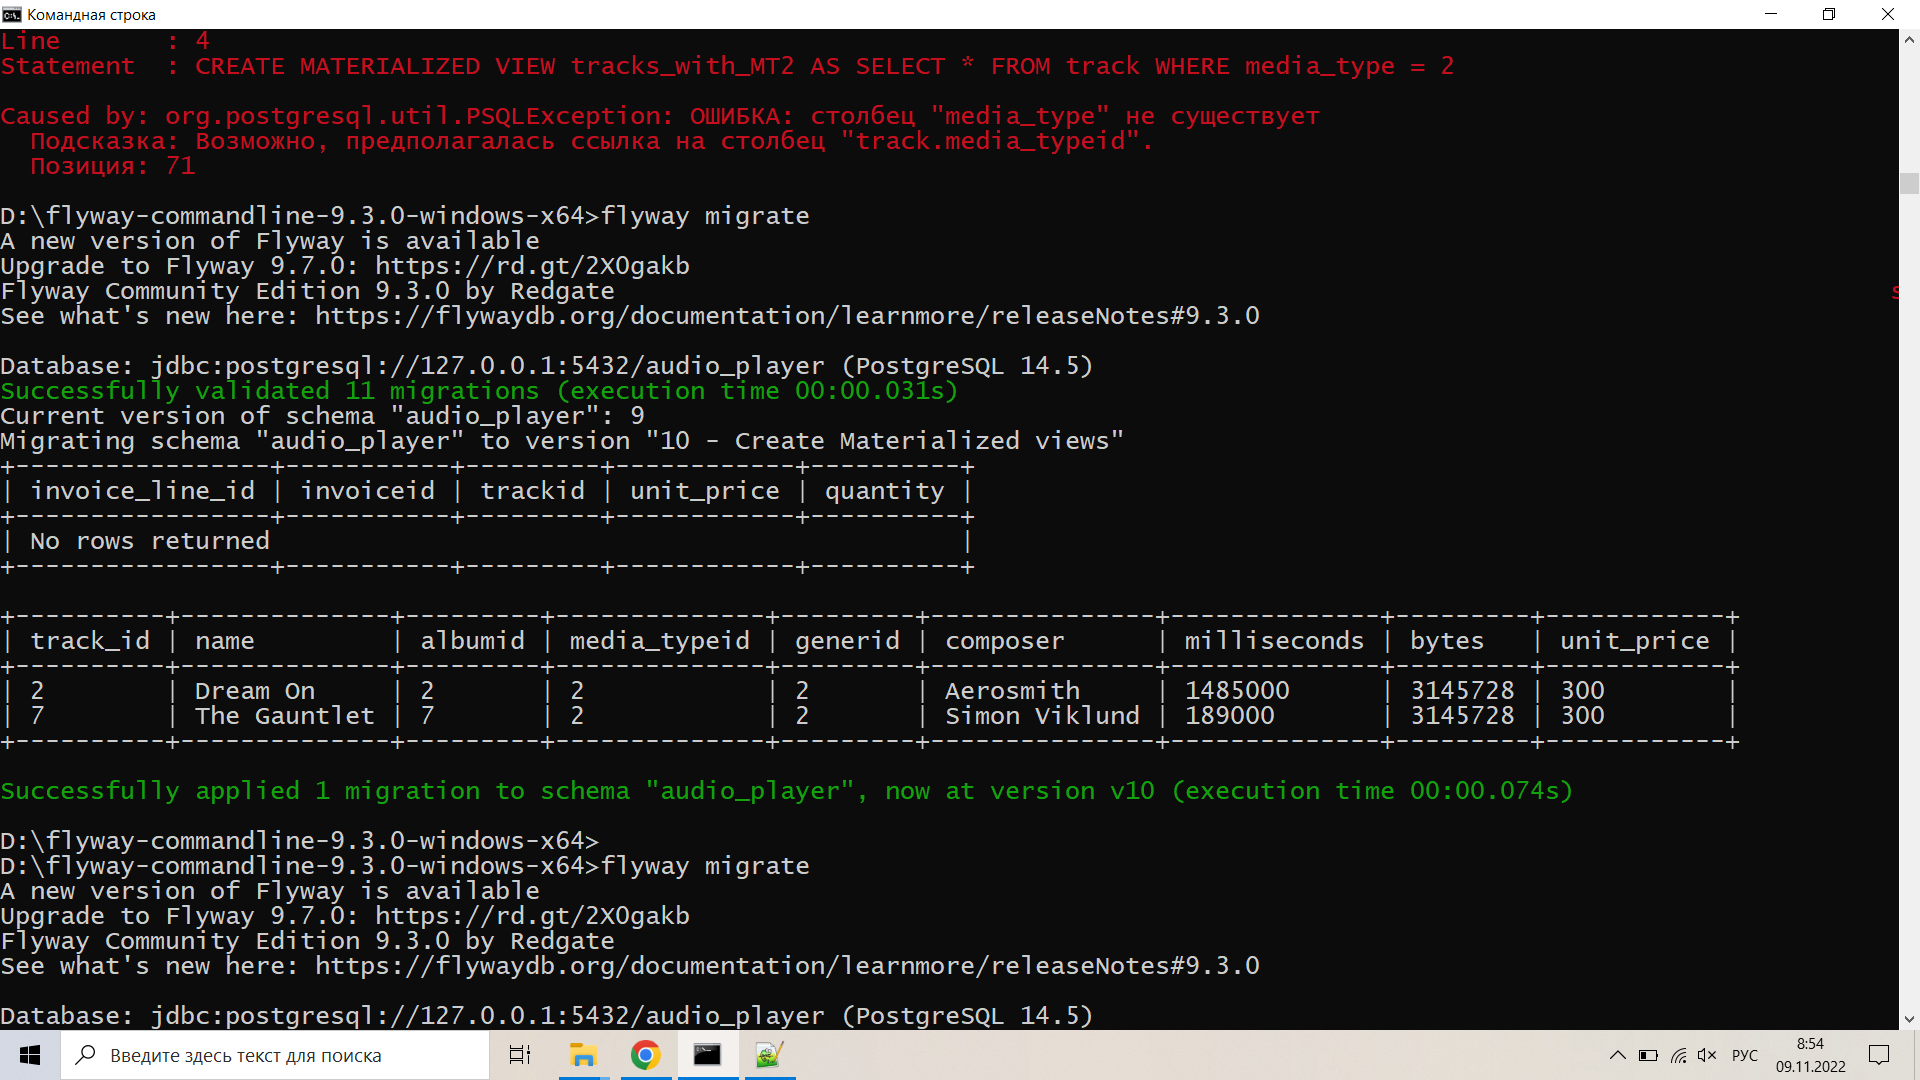 Командная строка
Line       : 4
Statement  : CREATE MATERIALIZED VIEW tracks_with_MT2 AS SELECT * FROM track WHERE media_type = 2
Caused by: org.postgresql.util.PSQLException: ОШИБКА: столбец "media_type" не существует
  Подсказка: Возможно, предполагалась ссылка на столбец "track.media_typeid".
  Позиция: 71
D:\flyway-commandline-9.3.0-windows-x64>flyway migrate
A new version of Flyway is available
Upgrade to Flyway 9.7.0: https://rd.gt/2X0gakb
Flyway Community Edition 9.3.0 by Redgate
s
See what's new here: https://flywaydb.org/documentation/learnmore/releaseNotes#9.3.0
Database: jdbc:postgresql://127.0.0.1:5432/audio_player (PostgreSQL 14.5)
Successfully validated 11 migrations (execution time 00:00.031s)
Current version of schema "audio_player": 9
Migrating schema "audio_player" to version "10 - Create Materialized views"
+-----------------+-----------+---------+------------+----------+
| invoice_line_id | invoiceid | trackid | unit_price | quantity |
+-----------------+-----------+---------+------------+----------+
| No rows returned                                              |
+-----------------+-----------+---------+------------+----------+
+----------+--------------+---------+--------------+---------+---------------+--------------+---------+------------+
| track_id | name         | albumid | media_typeid | generid | composer      | milliseconds | bytes   | unit_price |
+----------+--------------+---------+--------------+---------+---------------+--------------+---------+------------+
| 2        | Dream On     | 2       | 2            | 2       | Aerosmith     | 1485000      | 3145728 | 300        |
| 7        | The Gauntlet | 7       | 2            | 2       | Simon Viklund | 189000       | 3145728 | 300        |
+----------+--------------+---------+--------------+---------+---------------+--------------+---------+------------+
Successfully applied 1 migration to schema "audio_player", now at version v10 (execution time 00:00.074s)
D:\flyway-commandline-9.3.0-windows-x64>
D:\flyway-commandline-9.3.0-windows-x64>flyway migrate
A new version of Flyway is available
Upgrade to Flyway 9.7.0: https://rd.gt/2X0gakb
Flyway Community Edition 9.3.0 by Redgate
See what's new here: https://flywaydb.org/documentation/learnmore/releaseNotes#9.3.0
Database: jdbc:postgresql://127.0.0.1:5432/audio_player (PostgreSQL 14.5)
Введите здесь текст для поиска
РУС
8:54
09.11.2022